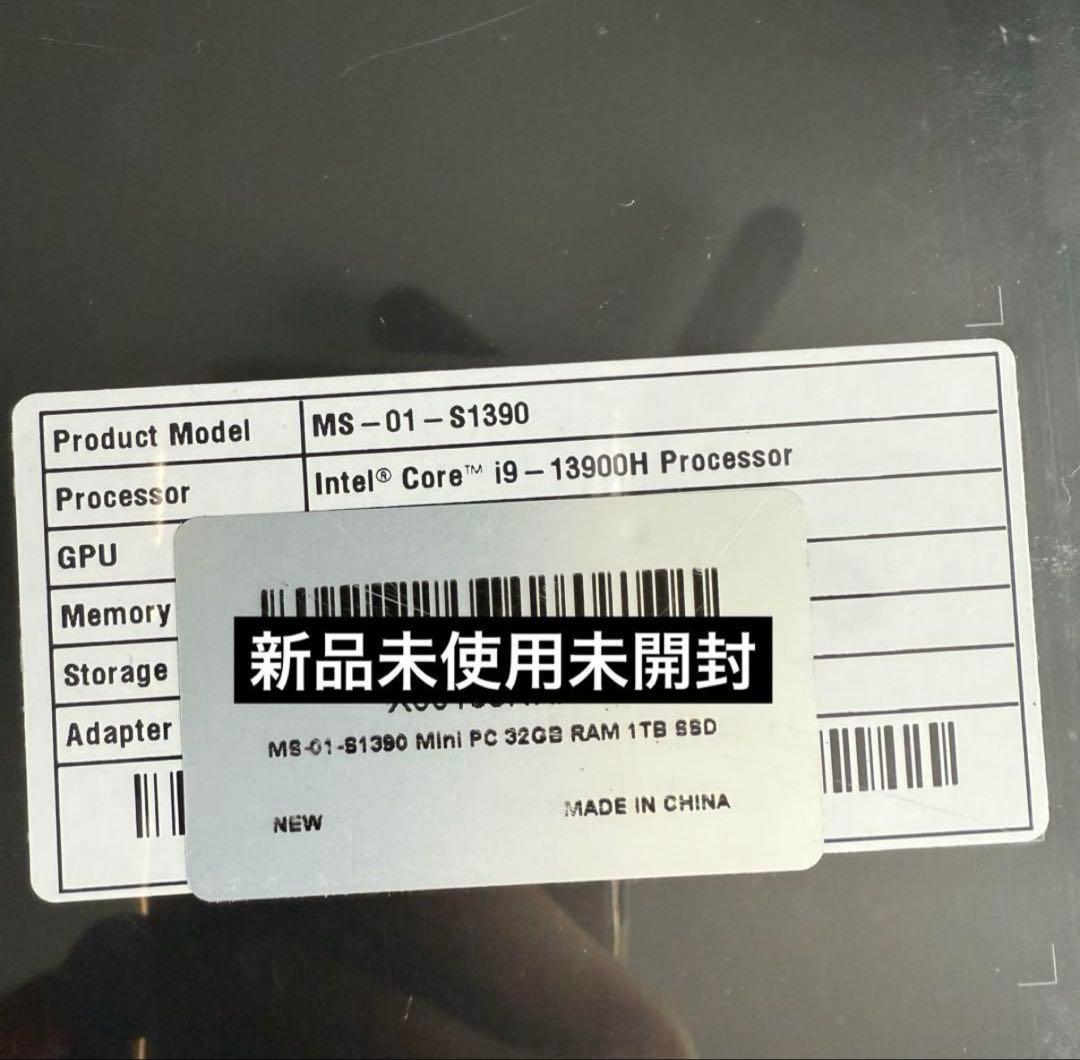 Product Model MS-01-S1390
Processor Intel® Core™ i9-13900H Processor
GPU
Memory
Storage
Adapter
新品未使用未開封
MS-01-S1390 Mini PC 32GB RAM 1TB SSD
NEW
MADE IN CHINA